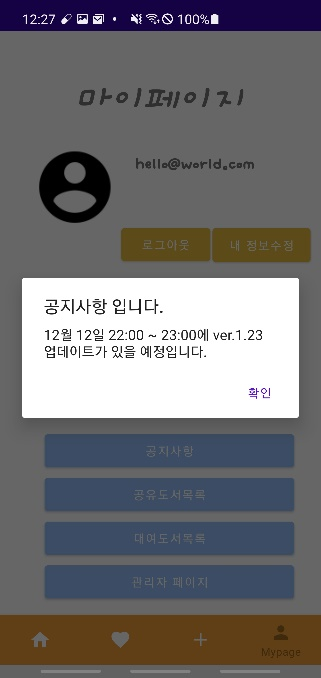 12:27 100%
마이페이지
hello@world.com
로그아웃 내 정보수정
공지사항 입니다.
12월 12일 22:00 ~ 23:00에 ver.1.23
업데이트가 있을 예정입니다.
확인
공지사항
공유도서목록
대여도서목록
관리자 페이지
Mypage